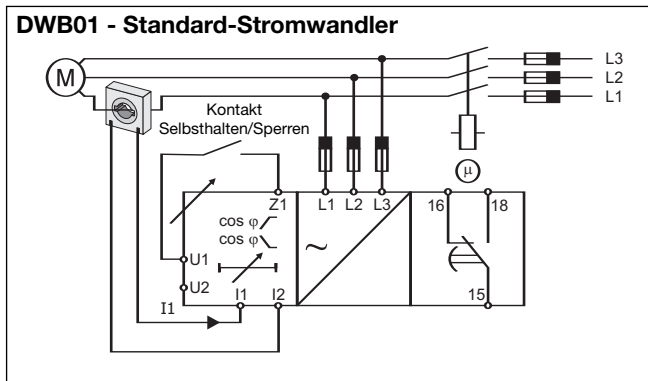 DWB01 - Standard-Stromwandler
L3
M
L2
L1
Kontakt
Selbsthalten/Sperren
µ
Z1 L1 L2 L3 16 18
cos φ
cos φ
~
U1
U2
I1 I1 I2 15